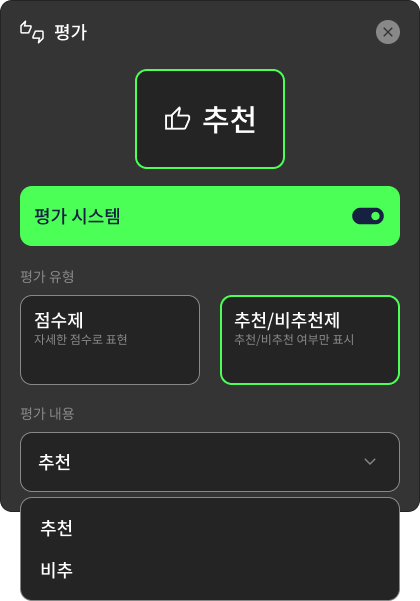 평가
추천
평가 시스템
평가 유형
점수제
자세한 점수로 표현
추천/비추천제
추천/비추천 여부만 표시
평가 내용
추천
추천
비추